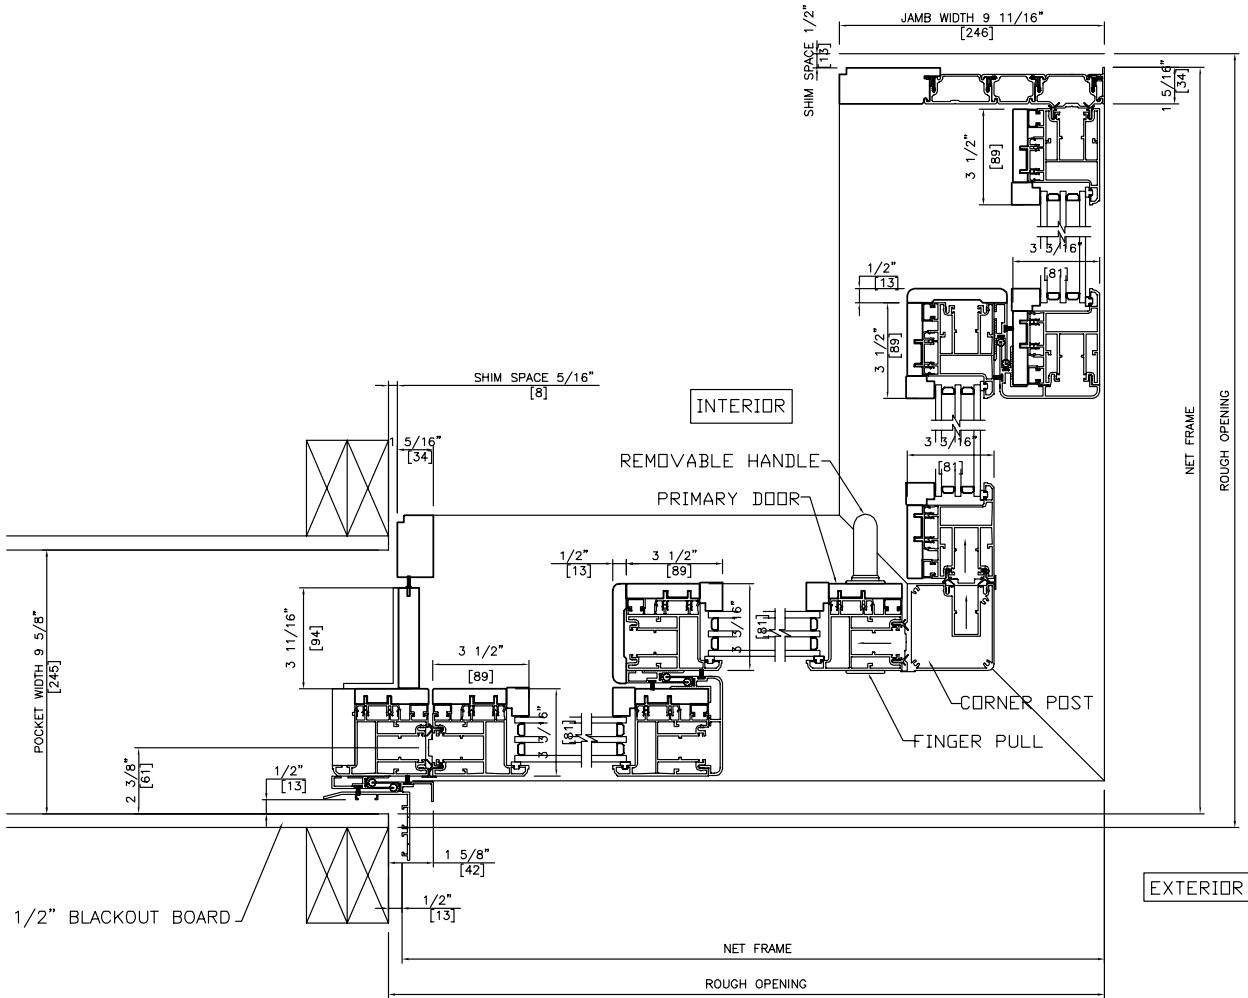 JAMB WIDTH 9 11/16"
[246]
SHIM SPACE 1/2"
[13]
1 5/16"
[34]
3 1/2"
[89]
3 3/16"
[81]
1/2"
[13]
3 1/2"
[89]
SHIM SPACE 5/16"
[8]
INTERIOR
NET FRAME
ROUGH OPENING
1 5/16"
[34]
3 3/16"
[81]
REMOVABLE HANDLE
PRIMARY DOOR
1/2"
[13]
3 1/2"
[89]
3 3/16"
[81]
3 11/16"
[94]
POCKET WIDTH 9 5/8"
[245]
3 1/2"
[89]
3 3/16"
[81]
CORNER POST
FINGER PULL
2 3/8"
[61]
1/2"
[13]
1 5/8"
[42]
1/2"
[13]
1/2" BLACKOUT BOARD
EXTERIOR
NET FRAME
ROUGH OPENING